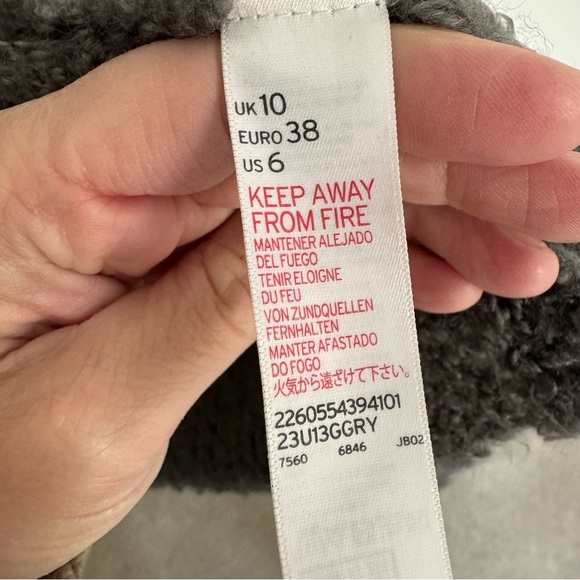 UK 10
EURO 38
US 6
KEEP AWAY
FROM FIRE
MANTENER ALEJADO
DEL FUEGO
TENIR ELOIGNE
DU FEU
VON ZUNDQUELLEN
FERNHALTEN
MANTER AFASTADO
DO FOGO
火気から遠ざけて下さい。
2260554394101
23U13GGRY
7560 6846 JB02